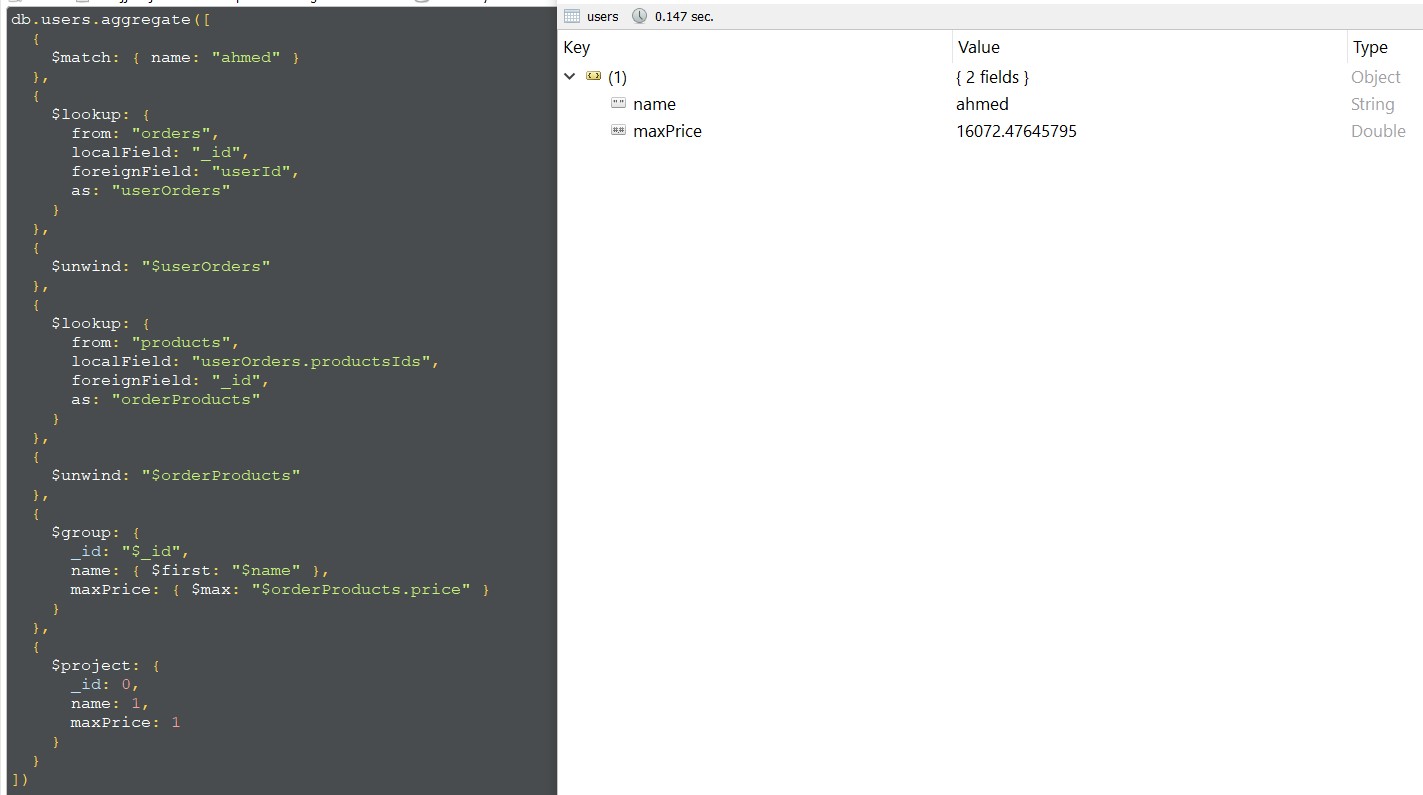 db.users.aggregate([
  {
    $match: { name: "ahmed" }
  },
  {
    $lookup: {
      from: "orders",
      localField: "_id",
      foreignField: "userId",
      as: "userOrders"
    }
  },
  {
    $unwind: "$userOrders"
  },
  {
    $lookup: {
      from: "products",
      localField: "userOrders.productsIds",
      foreignField: "_id",
      as: "orderProducts"
    }
  },
  {
    $unwind: "$orderProducts"
  },
  {
    $group: {
      _id: "$_id",
      name: { $first: "$name" },
      maxPrice: { $max: "$orderProducts.price" }
    }
  },
  {
    $project: {
      _id: 0,
      name: 1,
      maxPrice: 1
    }
  }
])
users 0.147 sec.
Key Value Type
(1) { 2 fields } Object
name ahmed String
maxPrice 16072.47645795 Double